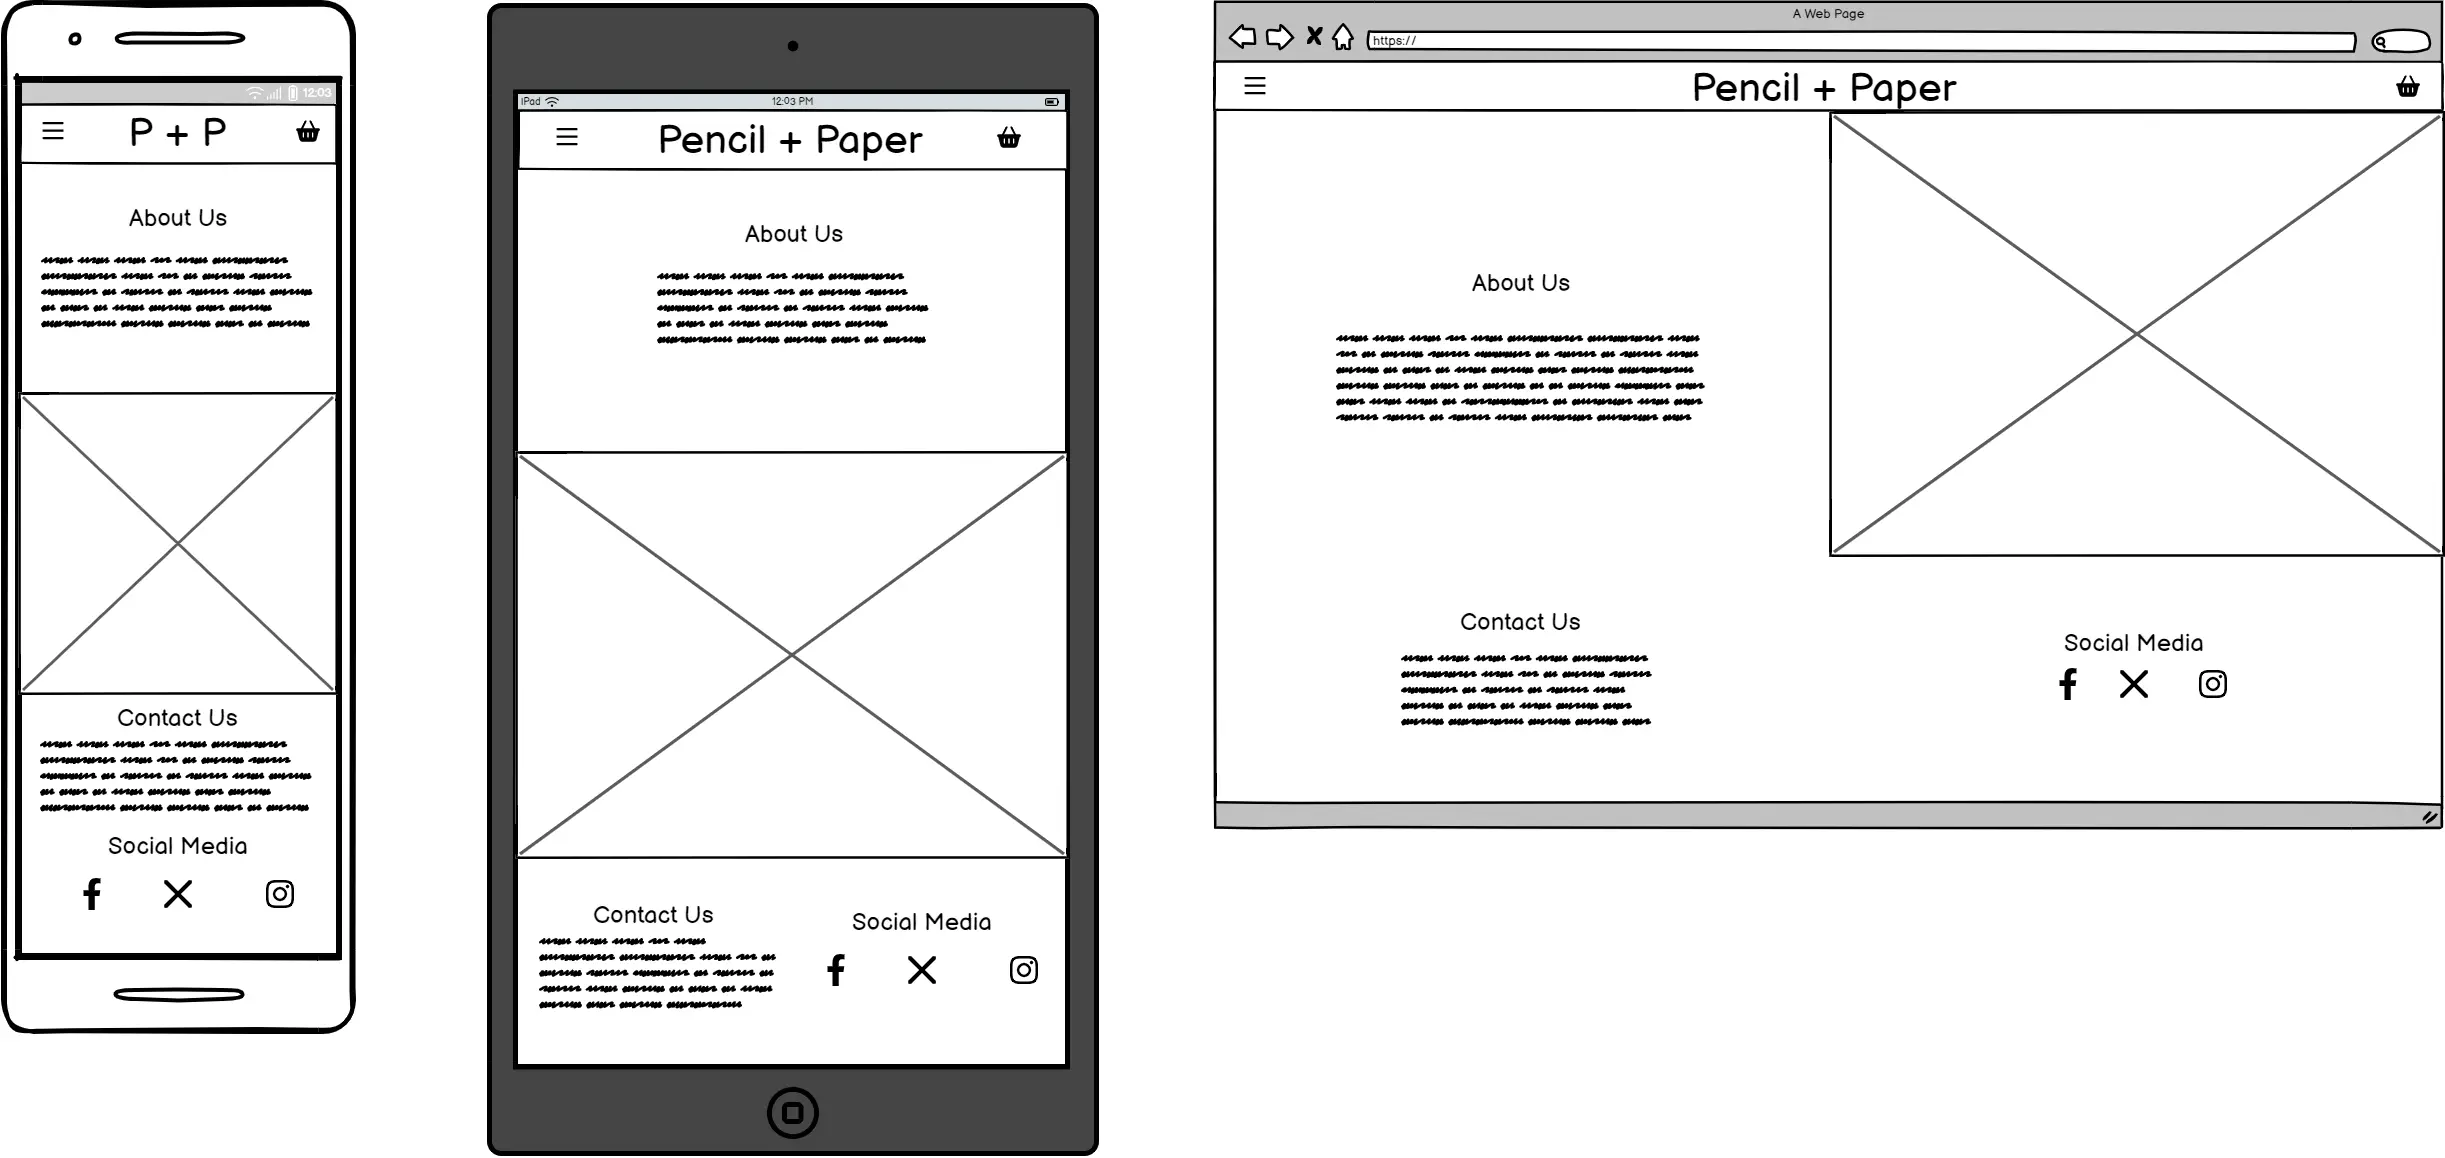 12:03
P + P
About Us
Contact Us
Social Media
iPad
12:03 PM
Pencil + Paper
About Us
Contact Us
Social Media
A Web Page
https://
Pencil + Paper
About Us
Contact Us
Social Media